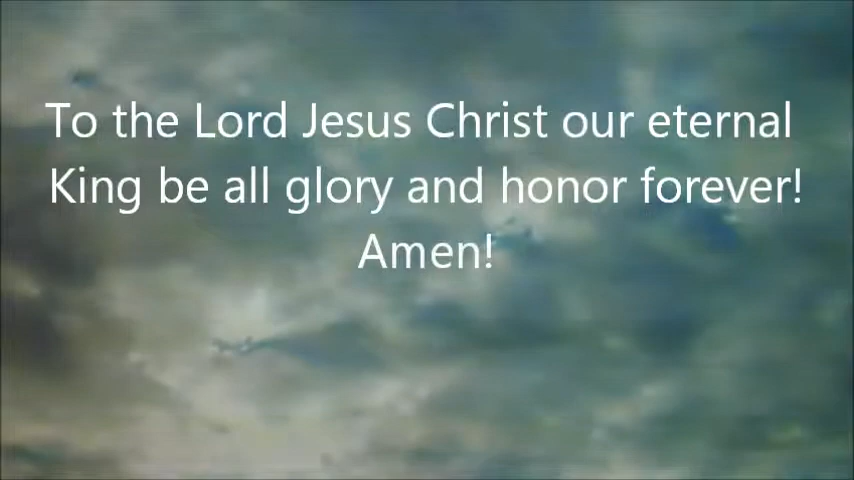 To the Lord Jesus Christ our eternal
King be all glory and honor forever!
Amen!